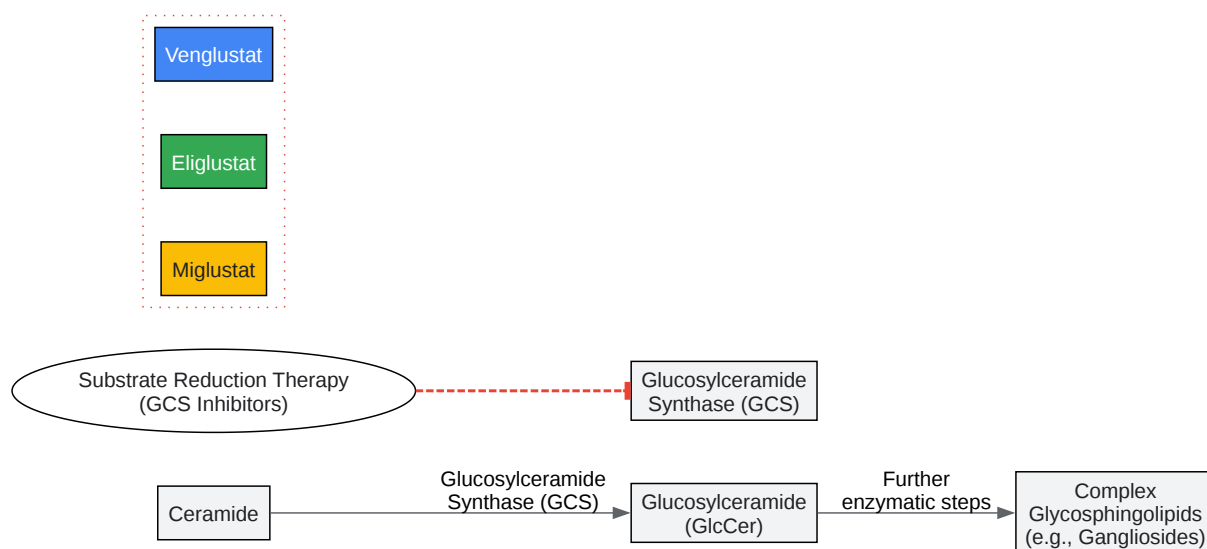 Venglustat
Eliglustat
Miglustat
Substrate Reduction Therapy
(GCS Inhibitors)
Glucosylceramide
Synthase (GCS)
Ceramide
Glucosylceramide
Synthase (GCS)
Glucosylceramide
(GlcCer)
Further
enzymatic steps
Complex
Glycosphingolipids
(e.g., Gangliosides)